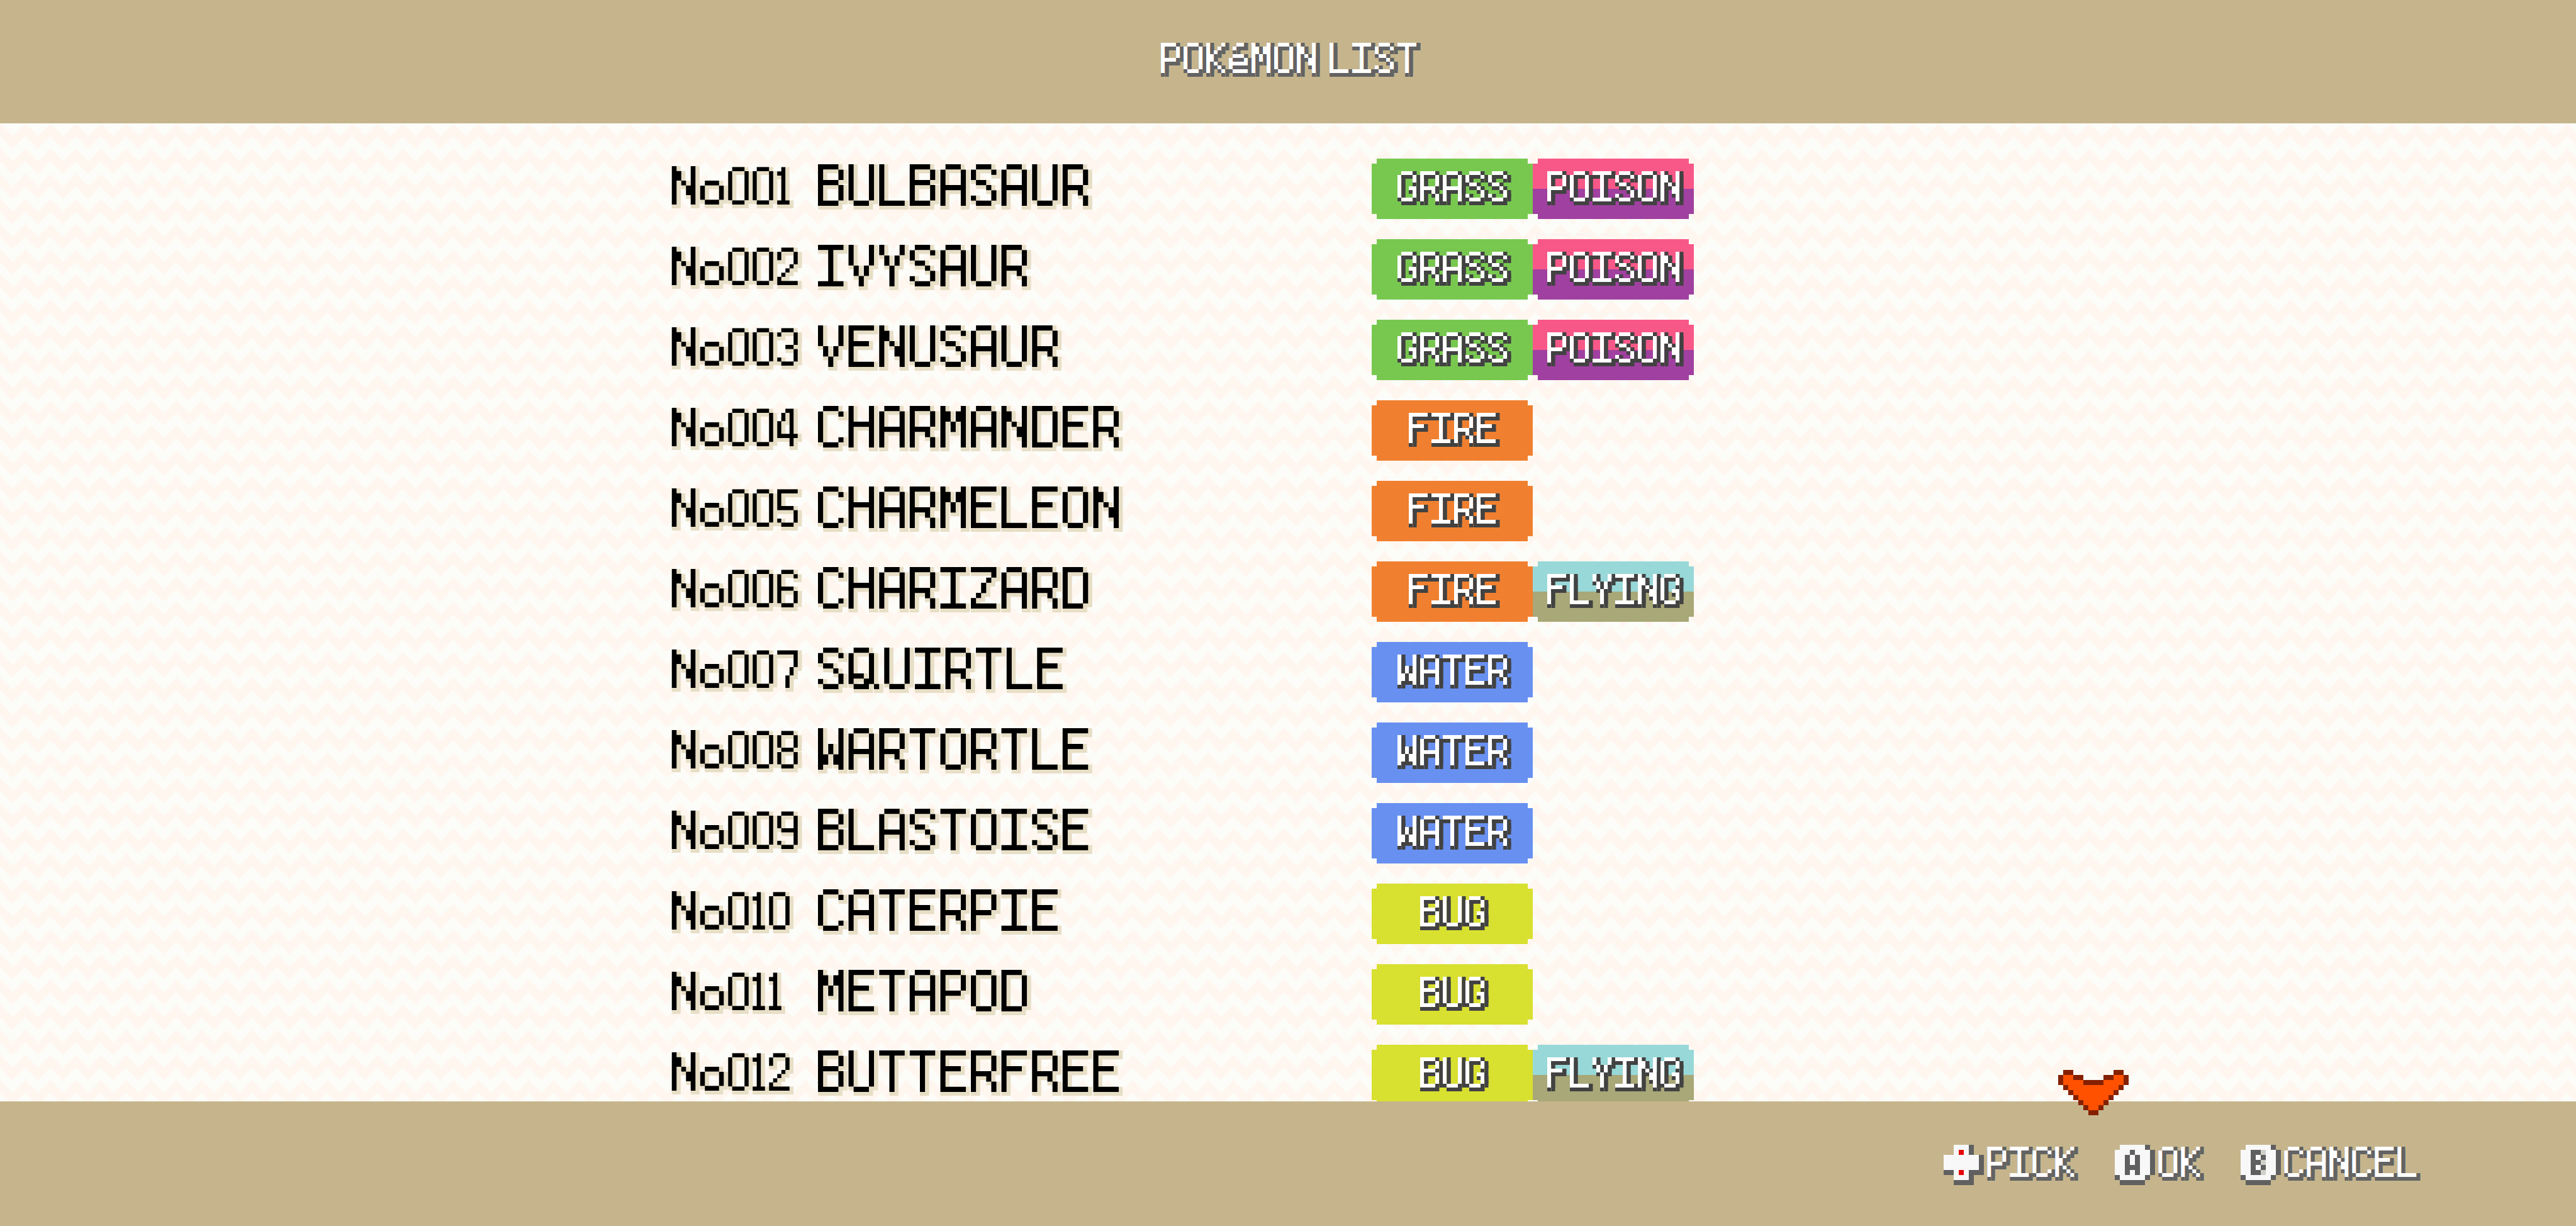 POKéMON LIST
No001 BULBASAUR GRASS POISON
No002 IVYSAUR GRASS POISON
No003 VENUSAUR GRASS POISON
No004 CHARMANDER FIRE
No005 CHARMELEON FIRE
No006 CHARIZARD FIRE FLYING
No007 SQUIRTLE WATER
No008 WARTORTLE WATER
No009 BLASTOISE WATER
No010 CATERPIE BUG
No011 METAPOD BUG
No012 BUTTERFREE BUG FLYING
PICK A OK B CANCEL